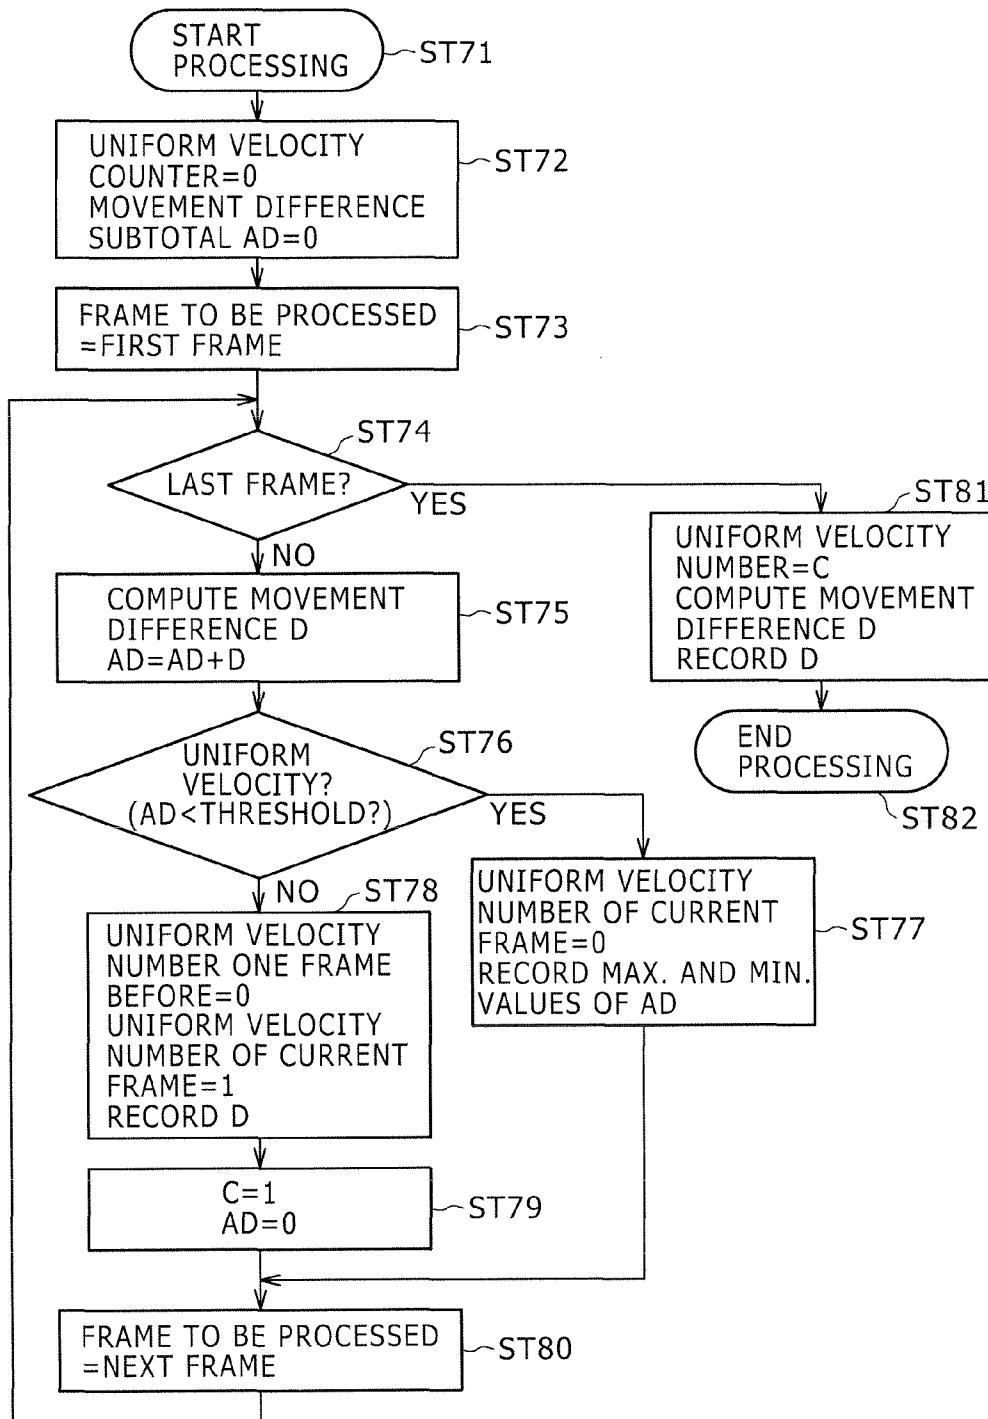 START
PROCESSING
ST71
UNIFORM VELOCITY
COUNTER=0
MOVEMENT DIFFERENCE
SUBTOTAL AD=0
ST72
FRAME TO BE PROCESSED
=FIRST FRAME
ST73
LAST FRAME?
ST74
YES
NO
UNIFORM VELOCITY
NUMBER=C
COMPUTE MOVEMENT
DIFFERENCE D
RECORD D
ST81
COMPUTE MOVEMENT
DIFFERENCE D
AD=AD+D
ST75
END
PROCESSING
ST82
UNIFORM
VELOCITY?
(AD<THRESHOLD?)
ST76
YES
NO
UNIFORM VELOCITY
NUMBER OF CURRENT
FRAME=0
RECORD MAX. AND MIN.
VALUES OF AD
ST77
UNIFORM VELOCITY
NUMBER ONE FRAME
BEFORE=0
UNIFORM VELOCITY
NUMBER OF CURRENT
FRAME=1
RECORD D
ST78
C=1
AD=0
ST79
FRAME TO BE PROCESSED
=NEXT FRAME
ST80